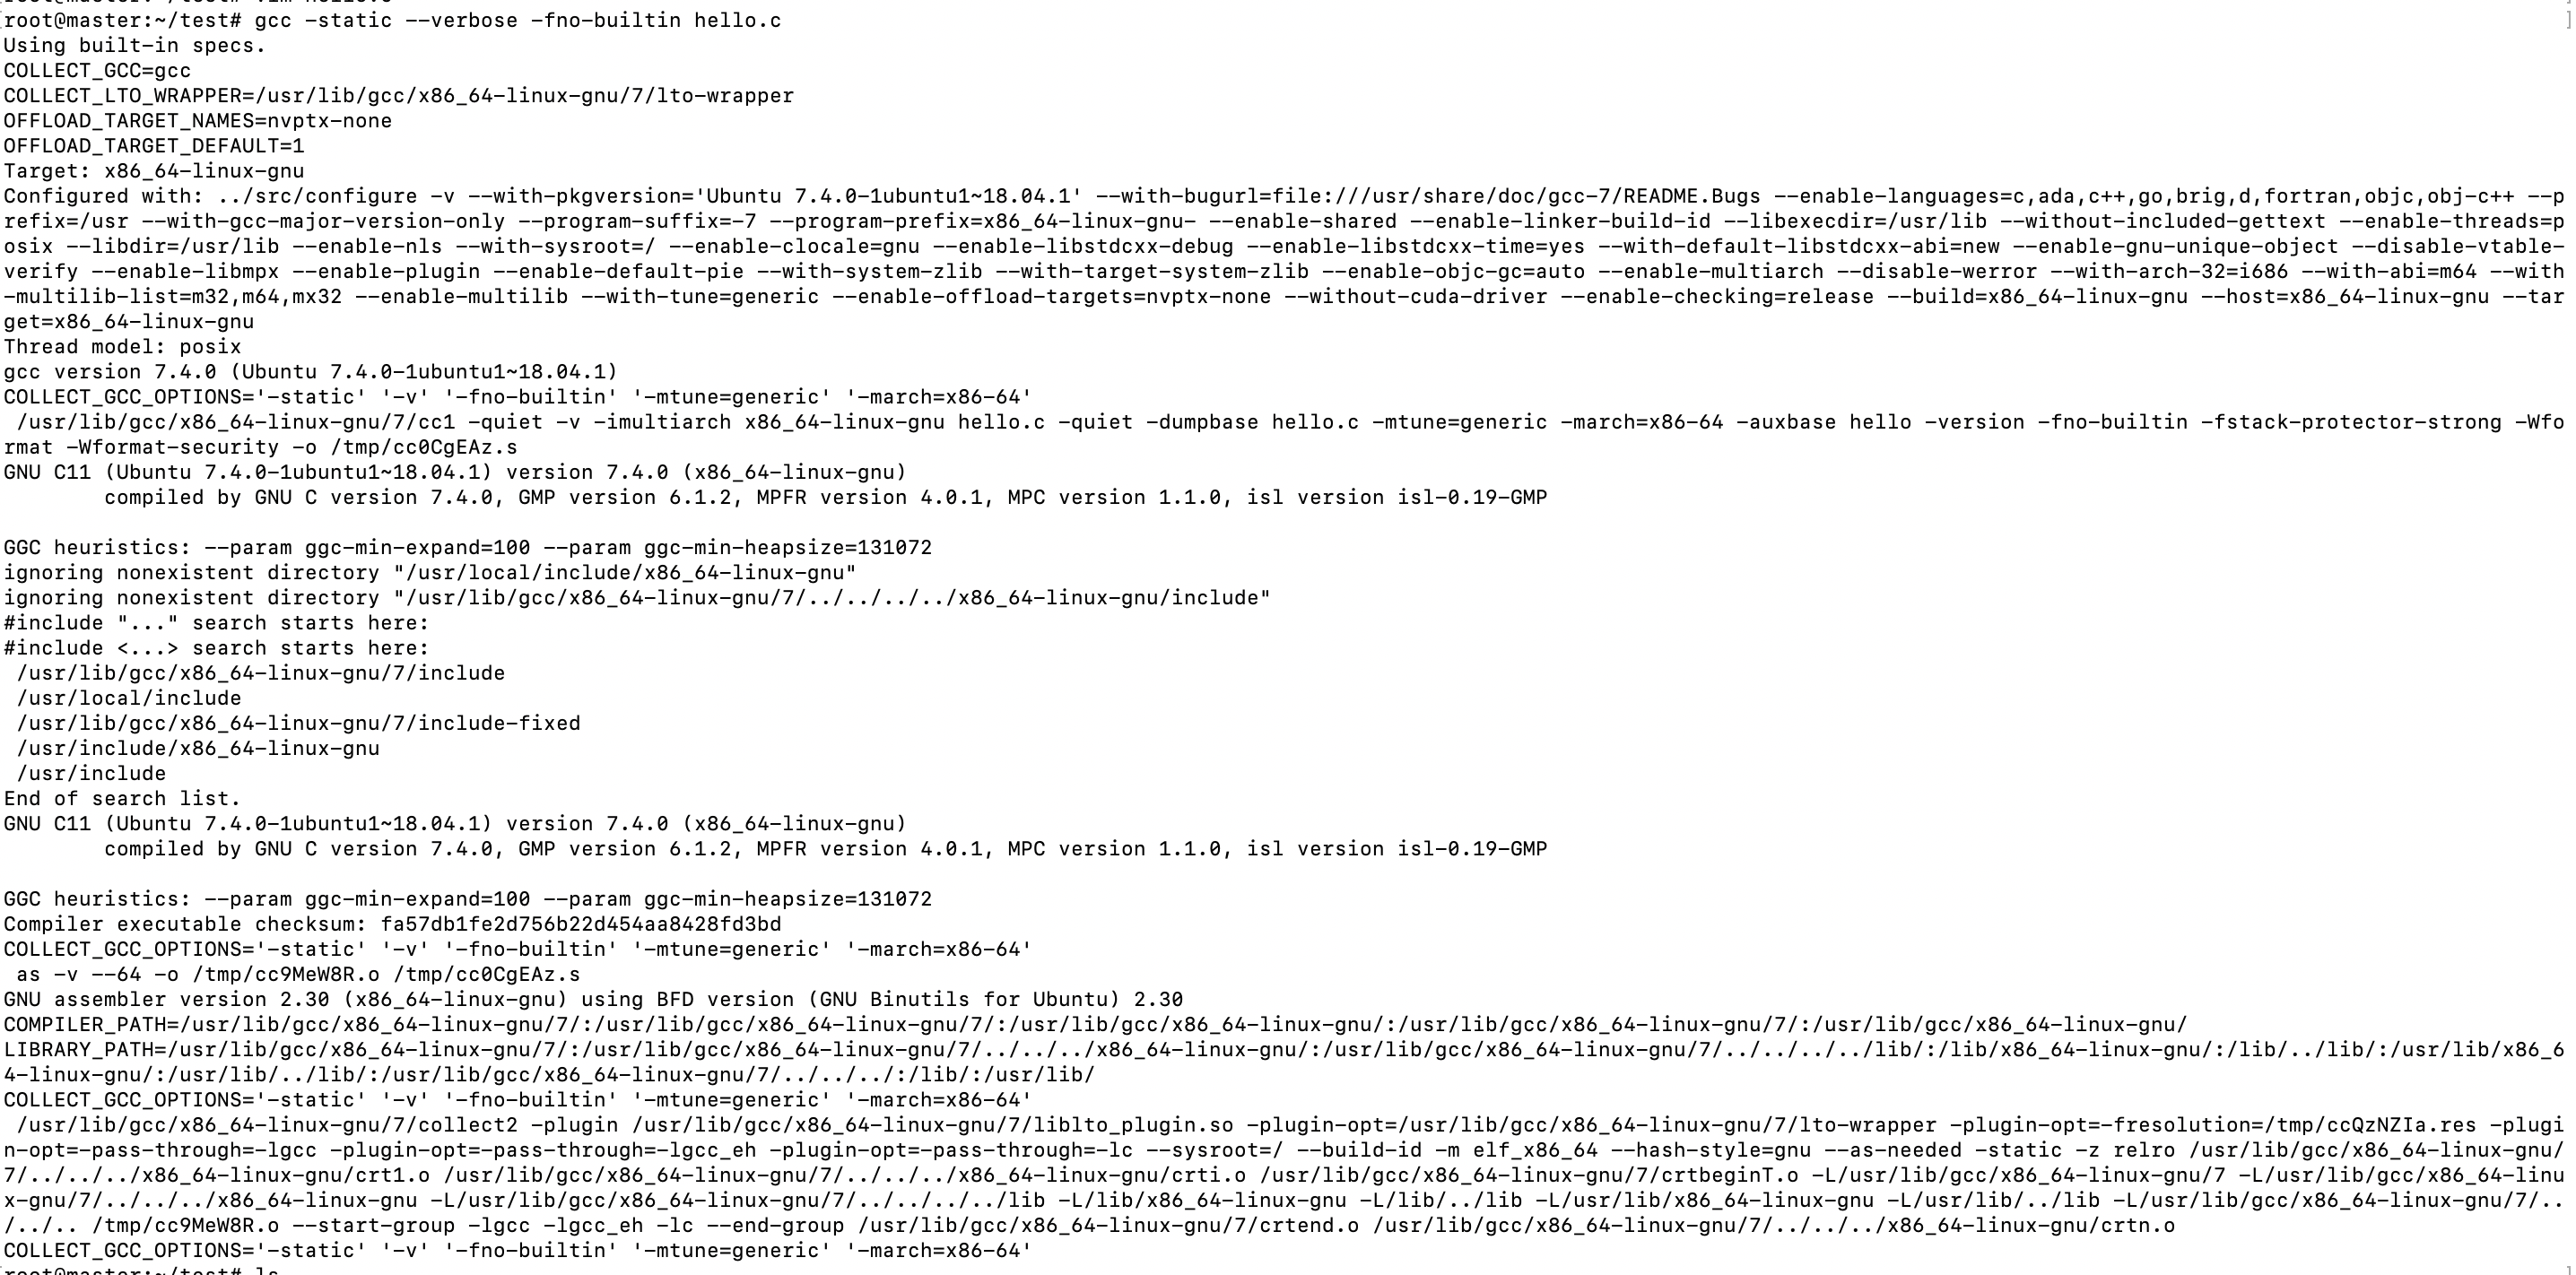 root@master:~/test# gcc -static --verbose -fno-builtin hello.c
Using built-in specs.
COLLECT_GCC=gcc
COLLECT_LTO_WRAPPER=/usr/lib/gcc/x86_64-linux-gnu/7/lto-wrapper
OFFLOAD_TARGET_NAMES=nvptx-none
OFFLOAD_TARGET_DEFAULT=1
Target: x86_64-linux-gnu
Configured with: ../src/configure -v --with-pkgversion='Ubuntu 7.4.0-1ubuntu1~18.04.1' --with-bugurl=file:///usr/share/doc/gcc-7/README.Bugs --enable-languages=c,ada,c++,go,brig,d,fortran,objc,obj-c++ --p
refix=/usr --with-gcc-major-version-only --program-suffix=-7 --program-prefix=x86_64-linux-gnu- --enable-shared --enable-linker-build-id --libexecdir=/usr/lib --without-included-gettext --enable-threads=p
osix --libdir=/usr/lib --enable-nls --with-sysroot=/ --enable-clocale=gnu --enable-libstdcxx-debug --enable-libstdcxx-time=yes --with-default-libstdcxx-abi=new --enable-gnu-unique-object --disable-vtable-
verify --enable-libmpx --enable-plugin --enable-default-pie --with-system-zlib --with-target-system-zlib --enable-objc-gc=auto --enable-multiarch --disable-werror --with-arch-32=i686 --with-abi=m64 --with
-multilib-list=m32,m64,mx32 --enable-multilib --with-tune=generic --enable-offload-targets=nvptx-none --without-cuda-driver --enable-checking=release --build=x86_64-linux-gnu --host=x86_64-linux-gnu --tar
get=x86_64-linux-gnu
Thread model: posix
gcc version 7.4.0 (Ubuntu 7.4.0-1ubuntu1~18.04.1)
COLLECT_GCC_OPTIONS='-static' '-v' '-fno-builtin' '-mtune=generic' '-march=x86-64'
 /usr/lib/gcc/x86_64-linux-gnu/7/cc1 -quiet -v -imultiarch x86_64-linux-gnu hello.c -quiet -dumpbase hello.c -mtune=generic -march=x86-64 -auxbase hello -version -fno-builtin -fstack-protector-strong -Wfo
rmat -Wformat-security -o /tmp/cc0CgEAz.s
GNU C11 (Ubuntu 7.4.0-1ubuntu1~18.04.1) version 7.4.0 (x86_64-linux-gnu)
        compiled by GNU C version 7.4.0, GMP version 6.1.2, MPFR version 4.0.1, MPC version 1.1.0, isl version isl-0.19-GMP

GGC heuristics: --param ggc-min-expand=100 --param ggc-min-heapsize=131072
ignoring nonexistent directory "/usr/local/include/x86_64-linux-gnu"
ignoring nonexistent directory "/usr/lib/gcc/x86_64-linux-gnu/7/../../../../x86_64-linux-gnu/include"
#include "..." search starts here:
#include <...> search starts here:
 /usr/lib/gcc/x86_64-linux-gnu/7/include
 /usr/local/include
 /usr/lib/gcc/x86_64-linux-gnu/7/include-fixed
 /usr/include/x86_64-linux-gnu
 /usr/include
End of search list.
GNU C11 (Ubuntu 7.4.0-1ubuntu1~18.04.1) version 7.4.0 (x86_64-linux-gnu)
        compiled by GNU C version 7.4.0, GMP version 6.1.2, MPFR version 4.0.1, MPC version 1.1.0, isl version isl-0.19-GMP

GGC heuristics: --param ggc-min-expand=100 --param ggc-min-heapsize=131072
Compiler executable checksum: fa57db1fe2d756b22d454aa8428fd3bd
COLLECT_GCC_OPTIONS='-static' '-v' '-fno-builtin' '-mtune=generic' '-march=x86-64'
 as -v --64 -o /tmp/cc9MeW8R.o /tmp/cc0CgEAz.s
GNU assembler version 2.30 (x86_64-linux-gnu) using BFD version (GNU Binutils for Ubuntu) 2.30
COMPILER_PATH=/usr/lib/gcc/x86_64-linux-gnu/7/:/usr/lib/gcc/x86_64-linux-gnu/7/:/usr/lib/gcc/x86_64-linux-gnu/:/usr/lib/gcc/x86_64-linux-gnu/7/:/usr/lib/gcc/x86_64-linux-gnu/
LIBRARY_PATH=/usr/lib/gcc/x86_64-linux-gnu/7/:/usr/lib/gcc/x86_64-linux-gnu/7/../../../x86_64-linux-gnu/:/usr/lib/gcc/x86_64-linux-gnu/7/../../../../lib/:/lib/x86_64-linux-gnu/:/lib/../lib/:/usr/lib/x86_6
4-linux-gnu/:/usr/lib/../lib/:/usr/lib/gcc/x86_64-linux-gnu/7/../../../:/lib/:/usr/lib/
COLLECT_GCC_OPTIONS='-static' '-v' '-fno-builtin' '-mtune=generic' '-march=x86-64'
 /usr/lib/gcc/x86_64-linux-gnu/7/collect2 -plugin /usr/lib/gcc/x86_64-linux-gnu/7/liblto_plugin.so -plugin-opt=/usr/lib/gcc/x86_64-linux-gnu/7/lto-wrapper -plugin-opt=-fresolution=/tmp/ccQzNZIa.res -plugi
n-opt=-pass-through=-lgcc -plugin-opt=-pass-through=-lgcc_eh -plugin-opt=-pass-through=-lc --sysroot=/ --build-id -m elf_x86_64 --hash-style=gnu --as-needed -static -z relro /usr/lib/gcc/x86_64-linux-gnu/
7/../../../x86_64-linux-gnu/crt1.o /usr/lib/gcc/x86_64-linux-gnu/7/../../../x86_64-linux-gnu/crti.o /usr/lib/gcc/x86_64-linux-gnu/7/crtbeginT.o -L/usr/lib/gcc/x86_64-linux-gnu/7 -L/usr/lib/gcc/x86_64-linu
x-gnu/7/../../../x86_64-linux-gnu -L/usr/lib/gcc/x86_64-linux-gnu/7/../../../../lib -L/lib/x86_64-linux-gnu -L/lib/../lib -L/usr/lib/x86_64-linux-gnu -L/usr/lib/../lib -L/usr/lib/gcc/x86_64-linux-gnu/7/..
/../.. /tmp/cc9MeW8R.o --start-group -lgcc -lgcc_eh -lc --end-group /usr/lib/gcc/x86_64-linux-gnu/7/crtend.o /usr/lib/gcc/x86_64-linux-gnu/7/../../../x86_64-linux-gnu/crtn.o
COLLECT_GCC_OPTIONS='-static' '-v' '-fno-builtin' '-mtune=generic' '-march=x86-64'
root@master:~/test# ls